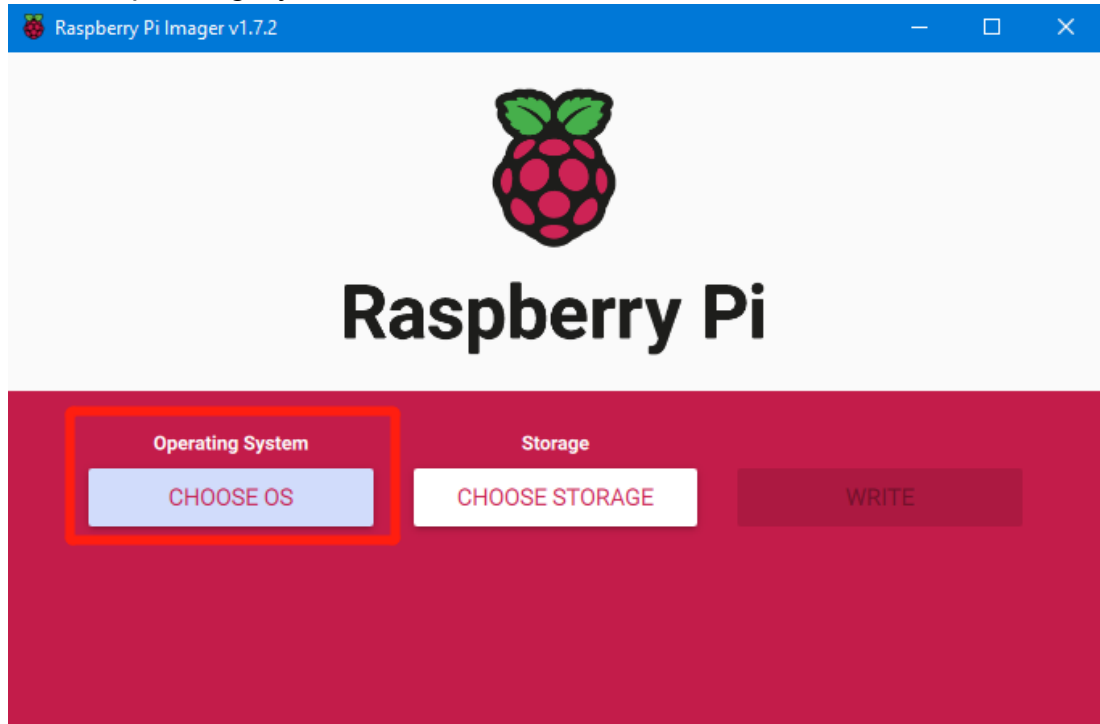 Raspberry Pi Imager v1.7.2
Raspberry Pi
Operating System
Storage
CHOOSE OS
CHOOSE STORAGE
WRITE